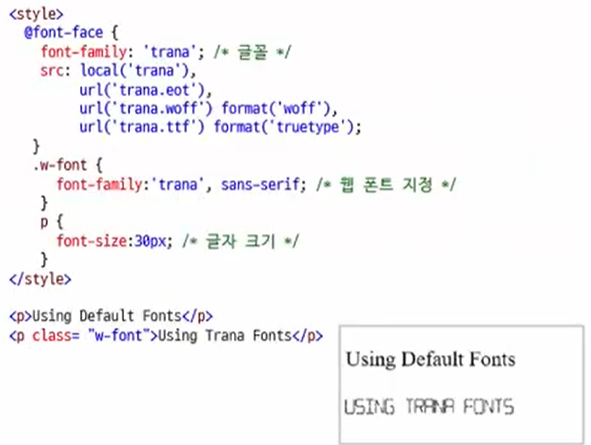 <style>
@font-face {
font-family: 'trana'; /* 글꼴 */
src: local('trana'),
url('trana.eot'),
url('trana.woff') format('woff'),
url('trana.ttf') format('truetype');
}
.w-font {
font-family:'trana', sans-serif; /* 웹 폰트 지정 */
}
p {
font-size:30px; /* 글자 크기 */
}
</style>
<p>Using Default Fonts</p>
<p class= "w-font">Using Trana Fonts</p>
Using Default Fonts
USING TRANA FONTS